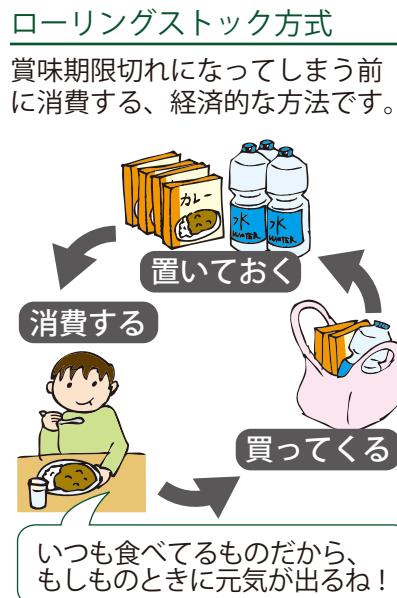 ローリングストック方式
賞味期限切れになってしまう前
に消費する、経済的な方法です。
カレー
水
WATER
水
WATER
置いておく
消費する
買ってくる
いつも食べてるものだから、
もしものときに元気が出るね！